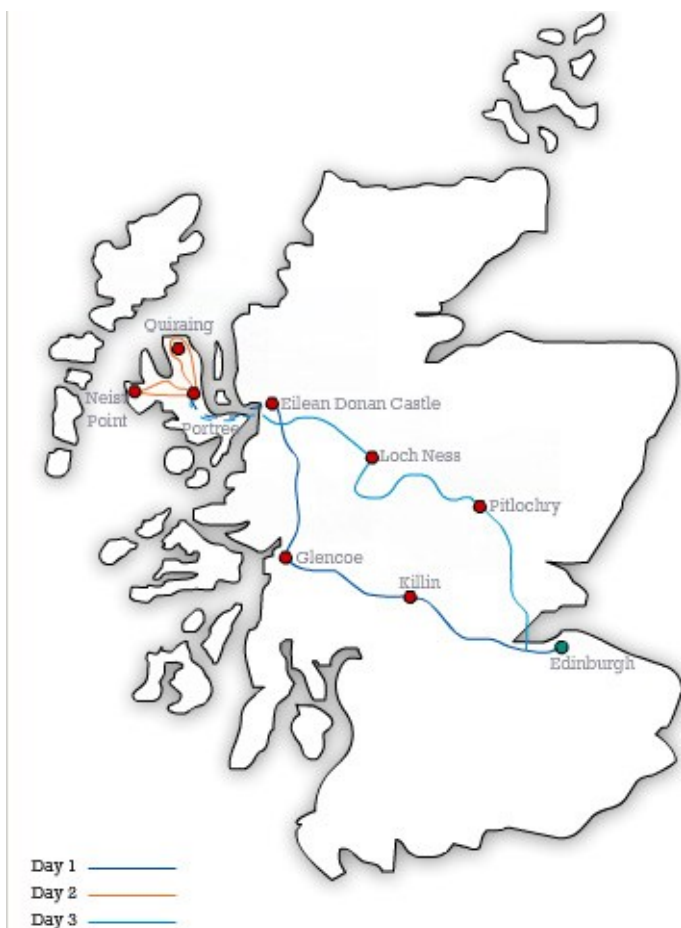 Quiraing
Neist
Point
Portree
Eilean Donan Castle
Loch Ness
Pitlochry
Glencoe
Killin
Edinburgh
Day 1
Day 2
Day 3